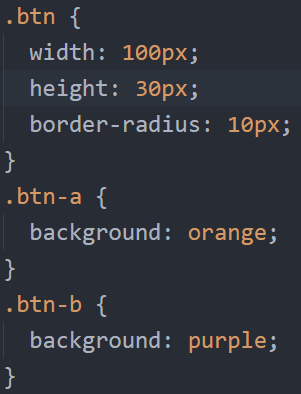 .btn {
  width: 100px;
  height: 30px;
  border-radius: 10px;
}
.btn-a {
  background: orange;
}
.btn-b {
  background: purple;
}